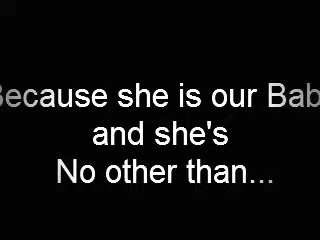 Because she is our Bab
and she's
No other than...